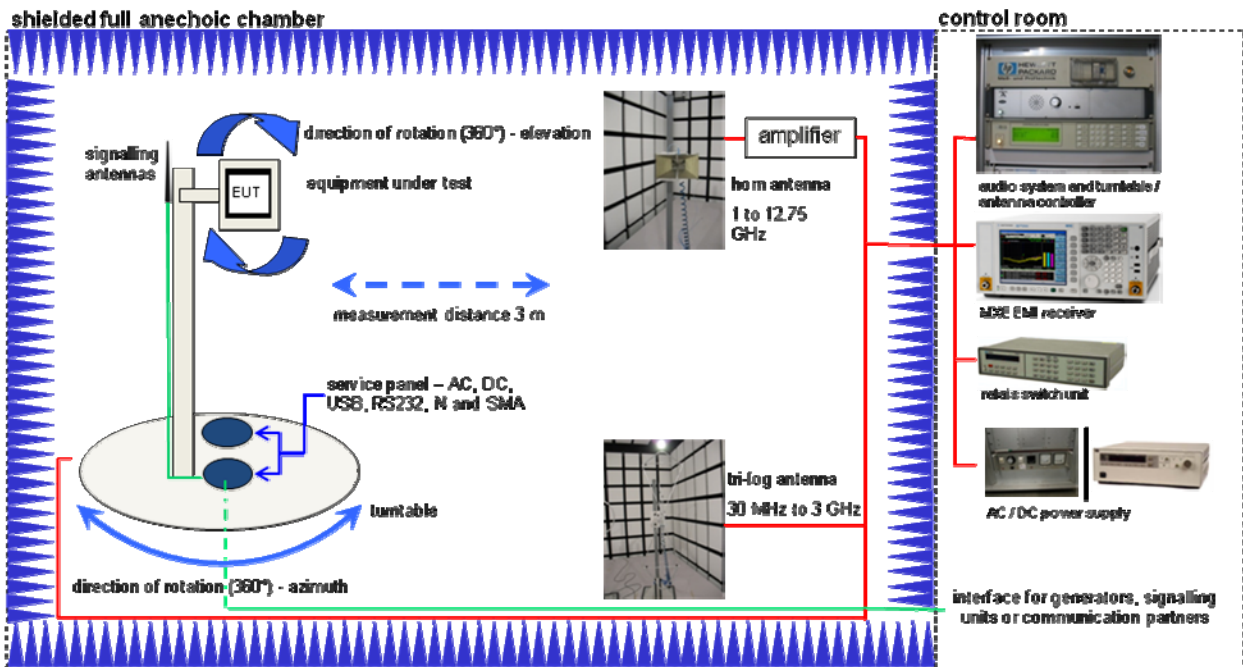 shielded full anechoic chamber
control room
HEWLETT
PACKARD
direction of rotation (360°) - elevation
signalling
antennas
EUT
equipment under test
amplifier
horn antenna
1 to 12.75
GHz
audio system and turntable /
antenna controller
measurement distance 3 m
MXE EMI receiver
service panel – AC, DC,
USB, RS232, N and SMA
relais switch unit
tri-log antenna
30 MHz to 3 GHz
turntable
AC / DC power supply
direction of rotation (360°) - azimuth
interface for generators, signalling
units or communication partners